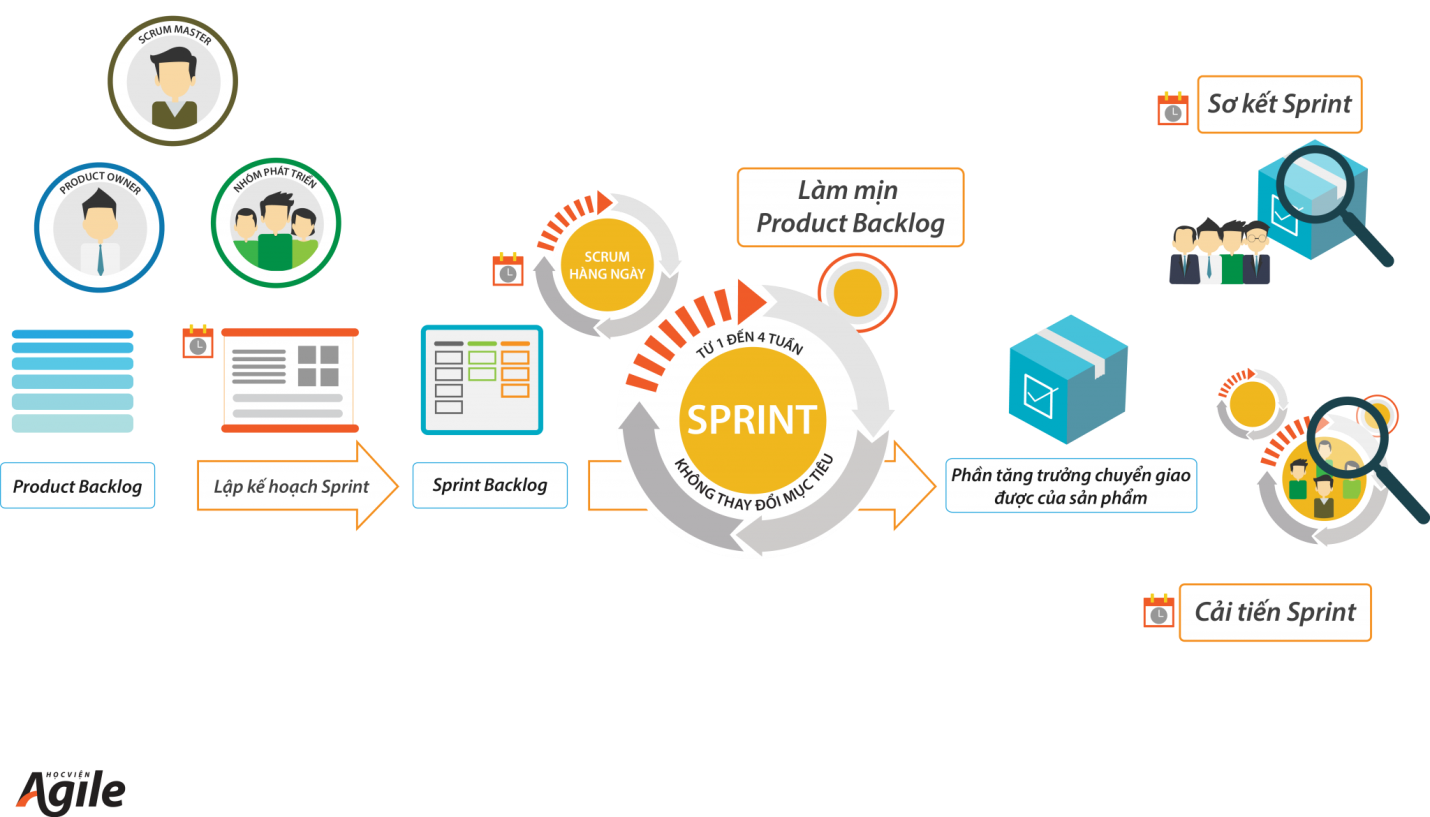 SCRUM MASTER
PRODUCT OWNER
NHÓM PHÁT TRIỂN
Product Backlog
Lập kế hoạch Sprint
Sprint Backlog
SCRUM
HÀNG NGÀY
Làm mịn
Product Backlog
TỪ 1 ĐẾN 4 TUẦN
SPRINT
KHÔNG THAY ĐỔI MỤC TIÊU
Phần tăng trưởng chuyển giao
được của sản phẩm
Sơ kết Sprint
Cải tiến Sprint
HỌC VIỆN
Agile